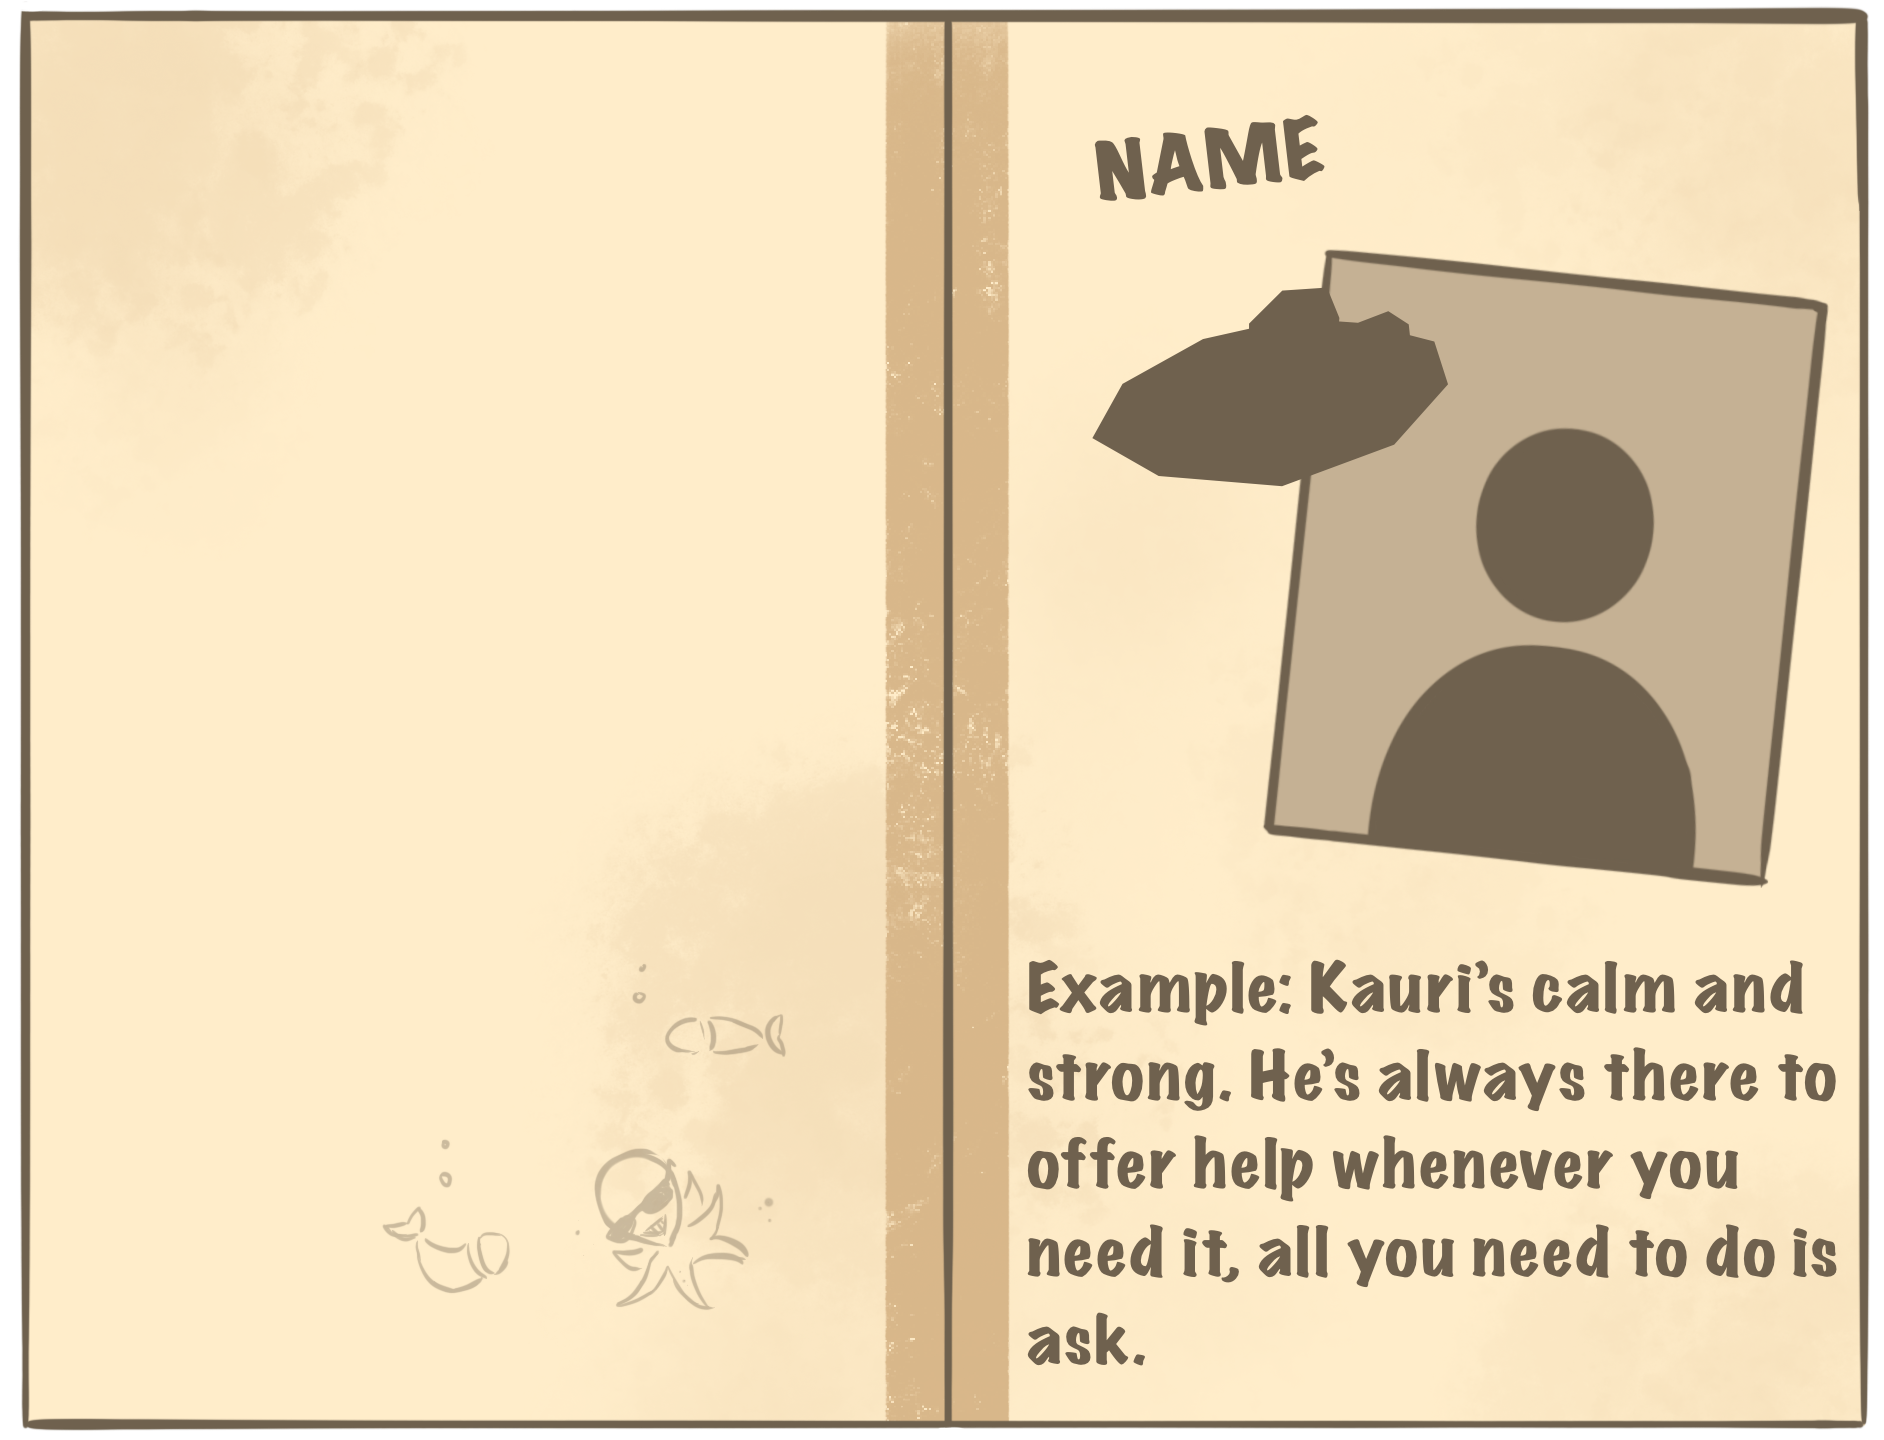 NAME
Example: Kauri’s calm and
strong. He’s always there to
offer help whenever you
need it, all you need to do is
ask.